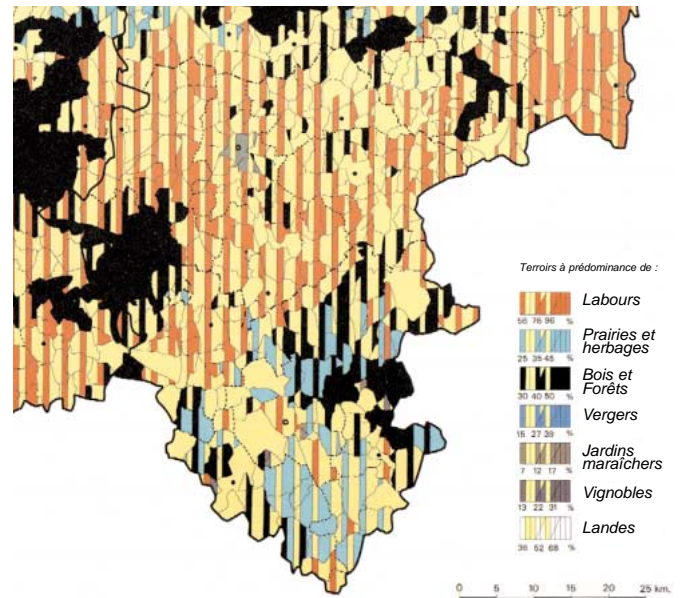 Terroirs à prédominance de :
Labours
56 76 96 %
Prairies et
herbages
25 35 45 %
Bois et
Forêts
30 40 50 %
Vergers
15 27 39 %
Jardins
maraîchers
7 12 17 %
Vignobles
13 22 31 %
Landes
36 52 68 %
0 5 10 15 20 25 km.